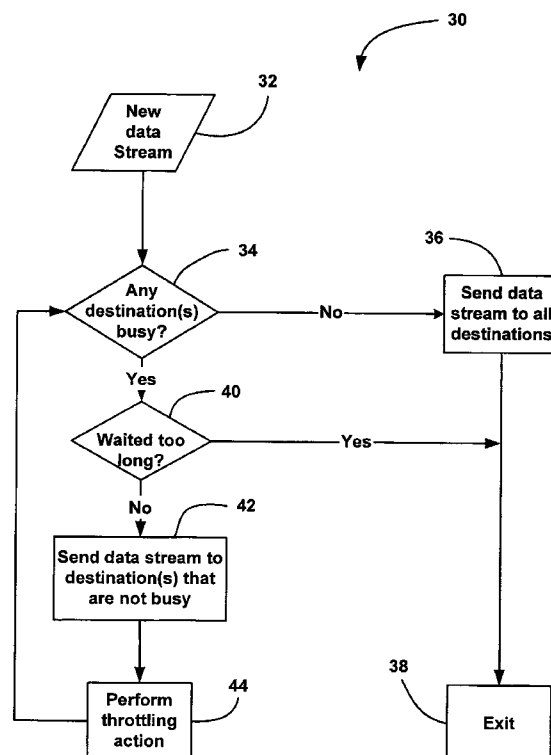 30
32
New
data
Stream
34
36
Any
destination(s)
busy?
No
Send data
stream to all
destinations
Yes
40
Waited too
long?
Yes
No
42
Send data stream to
destination(s) that
are not busy
44
Perform
throttling
action
38
Exit